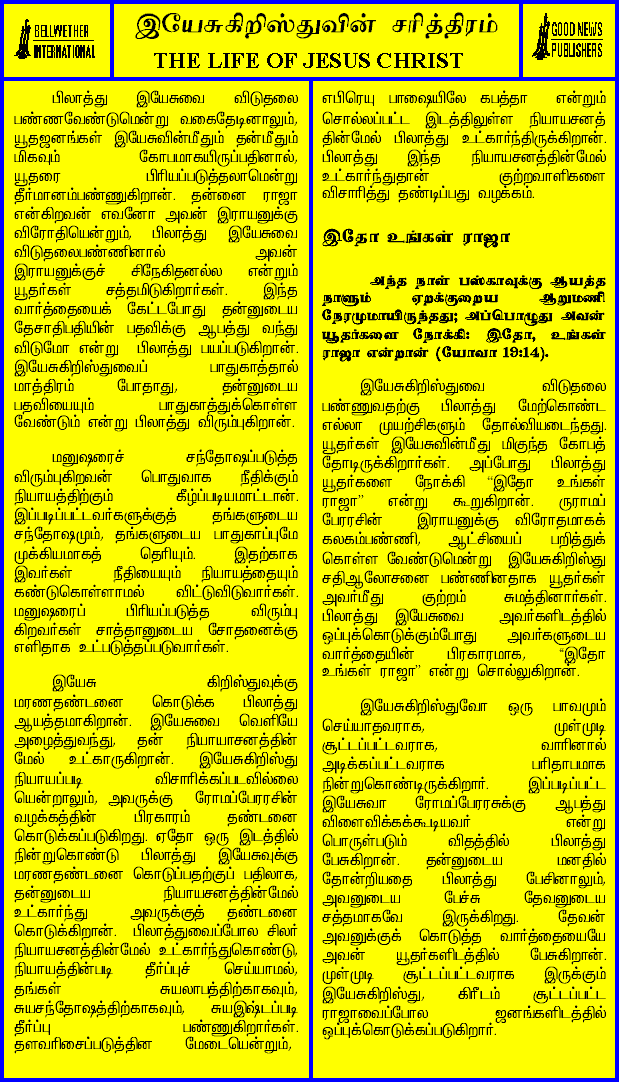 BELLWETHER
INTERNATIONAL
இயேசுகிறிஸ்துவின் சரித்திரம்
THE LIFE OF JESUS CHRIST
GOOD NEWS
PUBLISHERS
பிலாத்து இயேசுவை விடுதலை
பண்ணவேண்டுமென்று வகைதேடினாலும்,
யூதஜனங்கள் இயேசுவின்மீதும் தன்மீதும்
மிகவும் கோபமாகயிருப்பதினால்,
யூதரை பிரியப்படுத்தலாமென்று
தீர்மானம்பண்ணுகிறான். தன்னை ராஜா
என்கிறவன் எவனோ அவன் இராயனுக்கு
விரோதியென்றும், பிலாத்து இயேசுவை
விடுதலைபண்ணினால் அவன்
இராயனுக்குச் சிநேகிதனல்ல என்றும்
யூதர்கள் சத்தமிடுகிறார்கள். இந்த
வார்த்தையைக் கேட்டபோது தன்னுடைய
தேசாதிபதியின் பதவிக்கு ஆபத்து வந்து
விடுமோ என்று பிலாத்து பயப்படுகிறான்.
இயேசுகிறிஸ்துவைப் பாதுகாத்தால்
மாத்திரம் போதாது, தன்னுடைய
பதவியையும் பாதுகாத்துக்கொள்ள
வேண்டும் என்று பிலாத்து விரும்புகிறான்.
மனுஷரைச் சந்தோஷப்படுத்த
விரும்புகிறவன் பொதுவாக நீதிக்கும்
நியாயத்திற்கும் கீழ்ப்படியமாட்டான்.
இப்படிப்பட்டவர்களுக்குத் தங்களுடைய
சந்தோஷமும், தங்களுடைய பாதுகாப்புமே
முக்கியமாகத் தெரியும். இதற்காக
இவர்கள் நீதியையும் நியாயத்தையும்
கண்டுகொள்ளாமல் விட்டுவிடுவார்கள்.
மனுஷரைப் பிரியப்படுத்த விரும்பு
கிறவர்கள் சாத்தானுடைய சோதனைக்கு
எளிதாக உட்படுத்தப்படுவார்கள்.
இயேசு கிறிஸ்துவுக்கு
மரணதண்டனை கொடுக்க பிலாத்து
ஆயத்தமாகிறான். இயேசுவை வெளியே
அழைத்துவந்து, தன் நியாயாசனத்தின்
மேல் உட்காருகிறான். இயேசுகிறிஸ்து
நியாயப்படி விசாரிக்கப்படவில்லை
யென்றாலும், அவருக்கு ரோமப்பேரரசின்
வழக்கத்தின் பிரகாரம் தண்டனை
கொடுக்கப்படுகிறது. ஏதோ ஒரு இடத்தில்
நின்றுகொண்டு பிலாத்து இயேசுவுக்கு
மரணதண்டனை கொடுப்பதற்குப் பதிலாக,
தன்னுடைய நியாயசனத்தின்மேல்
உட்கார்ந்து அவருக்குத் தண்டனை
கொடுக்கிறான். பிலாத்துவைப்போல சிலர்
நியாயசனத்தின்மேல் உட்கார்ந்துகொண்டு,
நியாயத்தின்படி தீர்ப்புச் செய்யாமல்,
தங்கள் சுயலாபத்திற்காகவும்,
சுயசந்தோஷத்திற்காகவும், சுயஇஷ்டப்படி
தீர்ப்பு பண்ணுகிறார்கள்.
தளவரிசைப்படுத்தின மேடையென்றும்,
எபிரெயு பாஷையிலே கபத்தா என்றும்
சொல்லப்பட்ட இடத்திலுள்ள நியாயசனத்
தின்மேல் பிலாத்து உட்கார்ந்திருக்கிறான்.
பிலாத்து இந்த நியாயசனத்தின்மேல்
உட்கார்ந்துதான் குற்றவாளிகளை
விசாரித்து தண்டிப்பது வழக்கம்.
இதோ உங்கள் ராஜா
அந்த நாள் பஸ்காவுக்கு ஆயத்த
நாளும் ஏறக்குறைய ஆறுமணி
நேரமுமாயிருந்தது; அப்பொழுது அவன்
யூதர்களை நோக்கி: இதோ, உங்கள்
ராஜா என்றான் (யோவா 19:14).
இயேசுகிறிஸ்துவை விடுதலை
பண்ணுவதற்கு பிலாத்து மேற்கொண்ட
எல்லா முயற்சிகளும் தோல்வியடைந்தது.
யூதர்கள் இயேசுவின்மீது மிகுந்த கோபத்
தோடிருக்கிறார்கள். அப்போது பிலாத்து
யூதர்களை நோக்கி “இதோ உங்கள்
ராஜா” என்று கூறுகிறான். ருராமப்
பேரரசின் இராயனுக்கு விரோதமாகக்
கலகம்பண்ணி, ஆட்சியைப் பறித்துக்
கொள்ள வேண்டுமென்று இயேசுகிறிஸ்து
சதிஆலோசனை பண்ணினதாக யூதர்கள்
அவர்மீது குற்றம் சுமத்தினார்கள்.
பிலாத்து இயேசுவை அவர்களிடத்தில்
ஒப்புக்கொடுக்கும்போது அவர்களுடைய
வார்த்தையின் பிரகாரமாக, “இதோ
உங்கள் ராஜா” என்று சொல்லுகிறான்.
இயேசுகிறிஸ்துவோ ஒரு பாவமும்
செய்யாதவராக, முள்முடி
சூட்டப்பட்டவராக, வாரினால்
அடிக்கப்பட்டவராக பரிதாபமாக
நின்றுகொண்டிருக்கிறார். இப்படிப்பட்ட
இயேசுவா ரோமப்பேரரசுக்கு ஆபத்து
விளைவிக்கக்கூடியவர் என்று
பொருள்படும் விதத்தில் பிலாத்து
பேசுகிறான். தன்னுடைய மனதில்
தோன்றியதை பிலாத்து பேசினாலும்,
அவனுடைய பேச்சு தேவனுடைய
சத்தமாகவே இருக்கிறது. தேவன்
அவனுக்குக் கொடுத்த வார்த்தையையே
அவன் யூதர்களிடத்தில் பேசுகிறான்.
முள்முடி சூட்டப்பட்டவராக இருக்கும்
இயேசுகிறிஸ்து, கிரீடம் சூட்டப்பட்ட
ராஜாவைப்போல ஜனங்களிடத்தில்
ஒப்புக்கொடுக்கப்படுகிறார்.